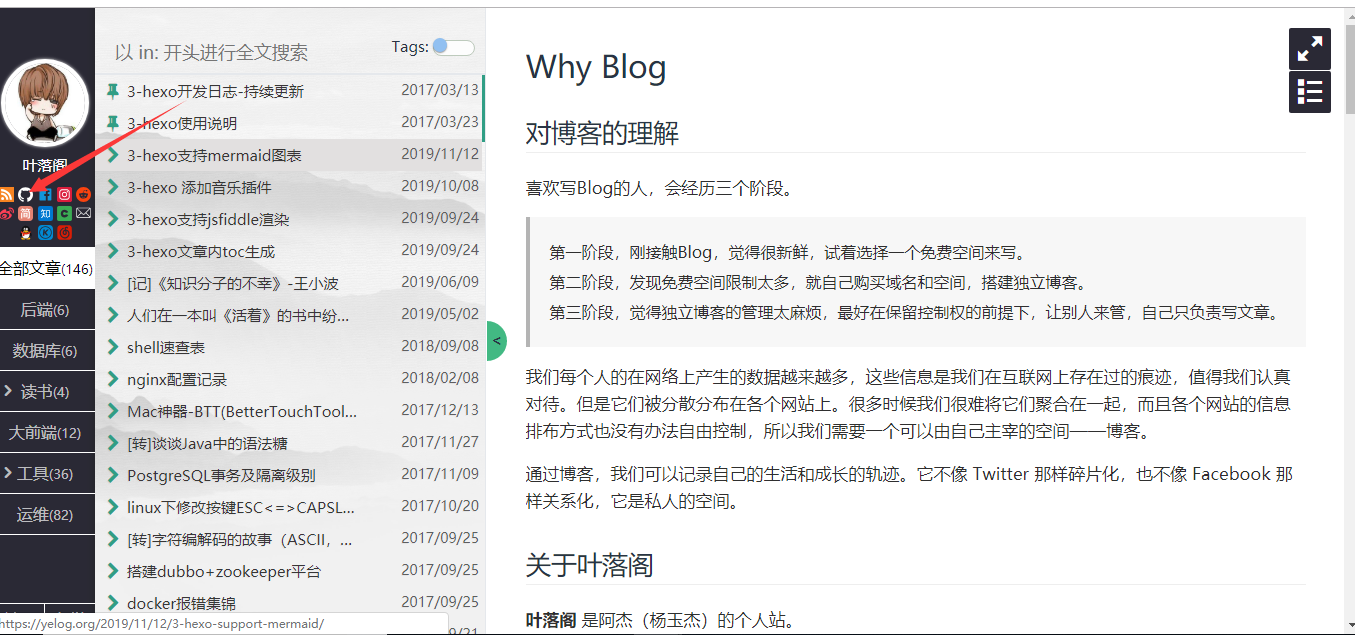 叶落阁
简
知
全部文章(146)
后端(6)
数据库(6)
读书(4)
大前端(12)
工具(36)
运维(82)
以 in: 开头进行全文搜索
Tags:
3-hexo开发日志-持续更新 2017/03/13
3-hexo使用说明 2017/03/23
3-hexo支持mermaid图表 2019/11/12
3-hexo 添加音乐插件 2019/10/08
3-hexo支持jsfiddle渲染 2019/09/24
3-hexo文章内toc生成 2019/09/24
[记]《知识分子的不幸》-王小波 2019/06/09
人们在一本叫《活着》的书中纷... 2019/05/02
shell速查表 2018/09/08
nginx配置记录 2018/02/08
Mac神器-BTT(BetterTouchTool... 2017/12/13
[转]谈谈Java中的语法糖 2017/11/27
PostgreSQL事务及隔离级别 2017/11/09
linux下修改按键ESC<=>CAPSL... 2017/10/20
[转]字符编解码的故事（ASCII，... 2017/09/25
搭建dubbo+zookeeper平台 2017/09/25
docker报错集锦 2017/09/25
https://yelog.org/2019/11/12/3-hexo-support-mermaid/
<
Why Blog
对博客的理解
喜欢写Blog的人，会经历三个阶段。
第一阶段，刚接触Blog，觉得很新鲜，试着选择一个免费空间来写。
第二阶段，发现免费空间限制太多，就自己购买域名和空间，搭建独立博客。
第三阶段，觉得独立博客的管理太麻烦，最好在保留控制权的前提下，让别人来管，自己只负责写文章。
我们每个人的在网络上产生的数据越来越多，这些信息是我们在互联网上存在过的痕迹，值得我们认真
对待。但是它们被分散分布在各个网站上。很多时候我们很难将它们聚合在一起，而且各个网站的信息
排布方式也没有办法自由控制，所以我们需要一个可以由自己主宰的空间——博客。
通过博客，我们可以记录自己的生活和成长的轨迹。它不像 Twitter 那样碎片化，也不像 Facebook 那
样关系化，它是私人的空间。
关于叶落阁
叶落阁 是阿杰（杨玉杰）的个人站。